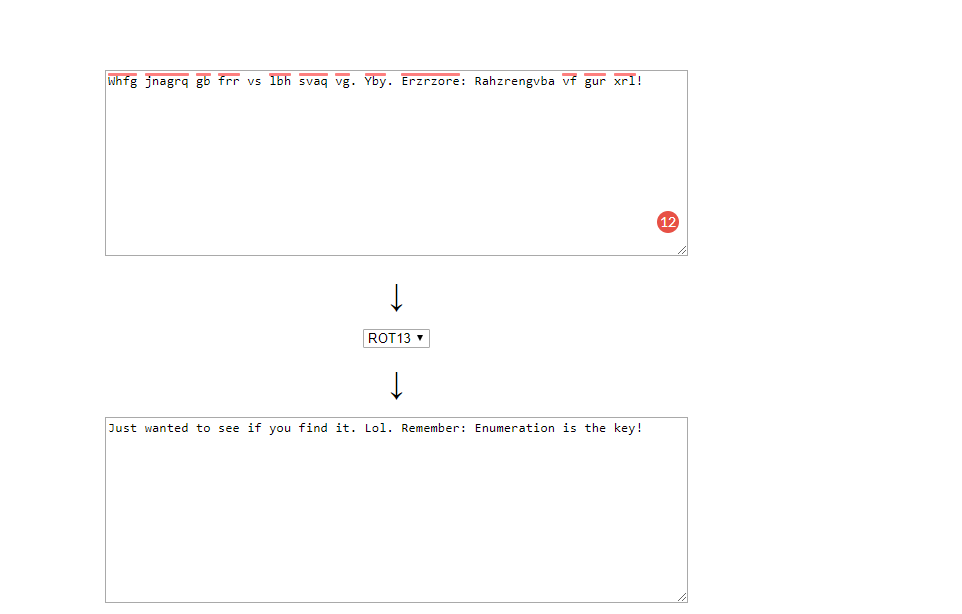 Whfg jnagrq gb frr vs lbh svaq vg. Yby. Erzrzore: Rahzrengvba vf gur xrl!
12
↓
ROT13 ▼
↓
Just wanted to see if you find it. Lol. Remember: Enumeration is the key!